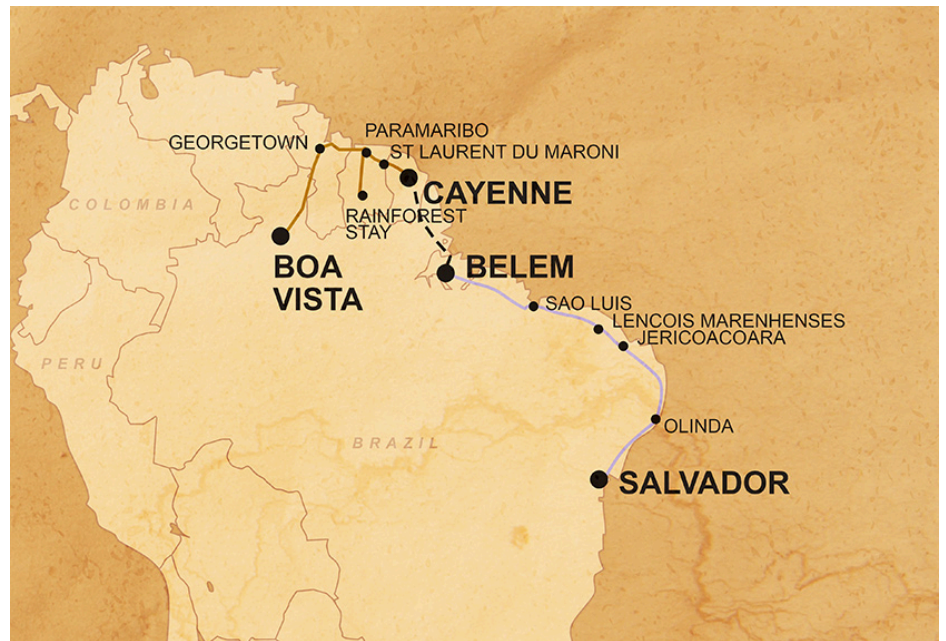 PARAMARIBO
GEORGETOWN
ST LAURENT DU MARONI
CAYENNE
COLOMBIA
RAINFOREST
STAY
BOA
VISTA
BELEM
SAO LUIS
LENCOIS MARENHENSES
JERICOACOARA
PERU
OLINDA
BRAZIL
SALVADOR